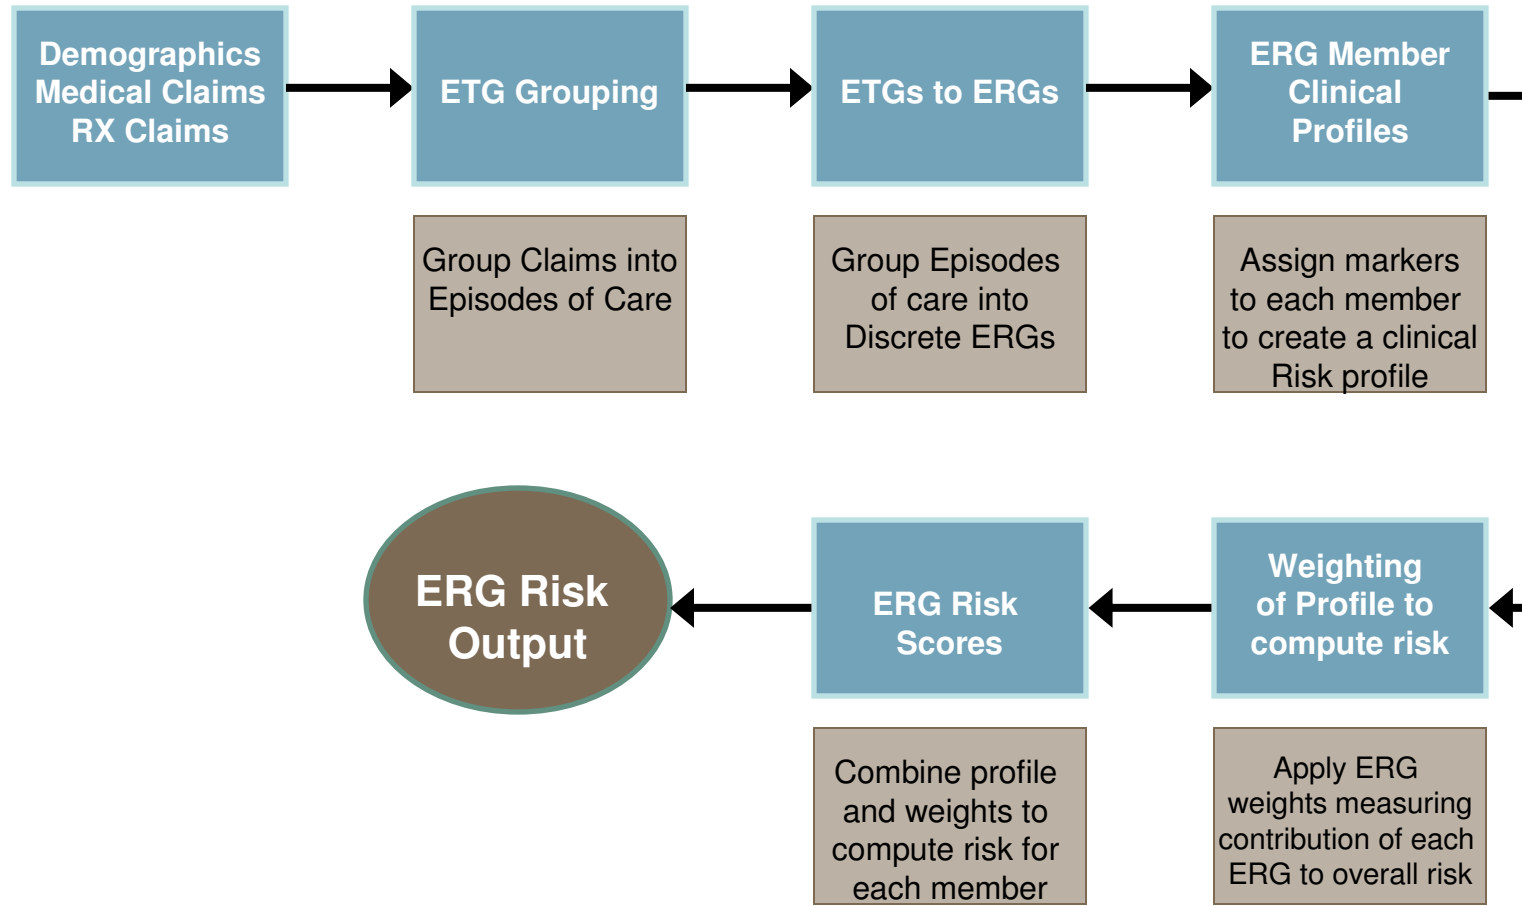 Demographics
Medical Claims
RX Claims
ETG Grouping
ETGs to ERGs
ERG Member
Clinical
Profiles
Group Claims into
Episodes of Care
Group Episodes
of care into
Discrete ERGs
Assign markers
to each member
to create a clinical
Risk profile
ERG Risk
Output
ERG Risk
Scores
Weighting
of Profile to
compute risk
Combine profile
and weights to
compute risk for
each member
Apply ERG
weights measuring
contribution of each
ERG to overall risk